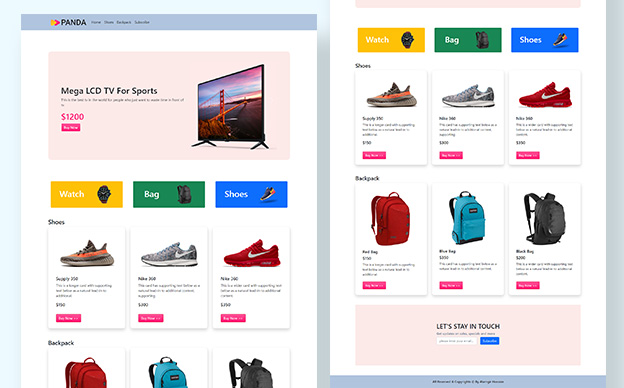 PANDA
Home Shoes Backpack Subscribe
Mega LCD TV For Sports
This is the best tv in the world for people who just want to waste time in front of
tv.
$1200
Buy Now
Watch
Bag
Shoes
Shoes
Supply 350
This is a longer card with supporting text
below as a natural lead-in to
additional.
$150
Buy Now >>
Nike 360
This card has supporting text below as a
natural lead-in to additional content.
supporting
$300
Buy Now >>
Nike 360
This is a wider card with supporting text
below as a natural lead-in to additional
content.
$350
Buy Now >>
Backpack
Watch
Bag
Shoes
Shoes
Supply 350
This is a longer card with supporting text
below as a natural lead-in to
additional.
$150
Buy Now >>
Nike 360
This card has supporting text below as a
natural lead-in to additional content.
supporting
$300
Buy Now >>
Nike 360
This is a wider card with supporting text
below as a natural lead-in to additional
content.
$350
Buy Now >>
Backpack
Red Bag
$150
This is a longer card with supporting text
below as a natural lead-in to
additional.
Buy Now >>
Blue Bag
$350
This card has supporting text below as a
natural lead-in to additional content.
Buy Now >>
Black Bag
$200
This is a wider card with supporting text
below as a natural lead-in to additional
content.
Buy Now >>
LET'S STAY IN TOUCH
Get updates on sales, specials and more
Subscribe
All Reserved & Copyrights © By